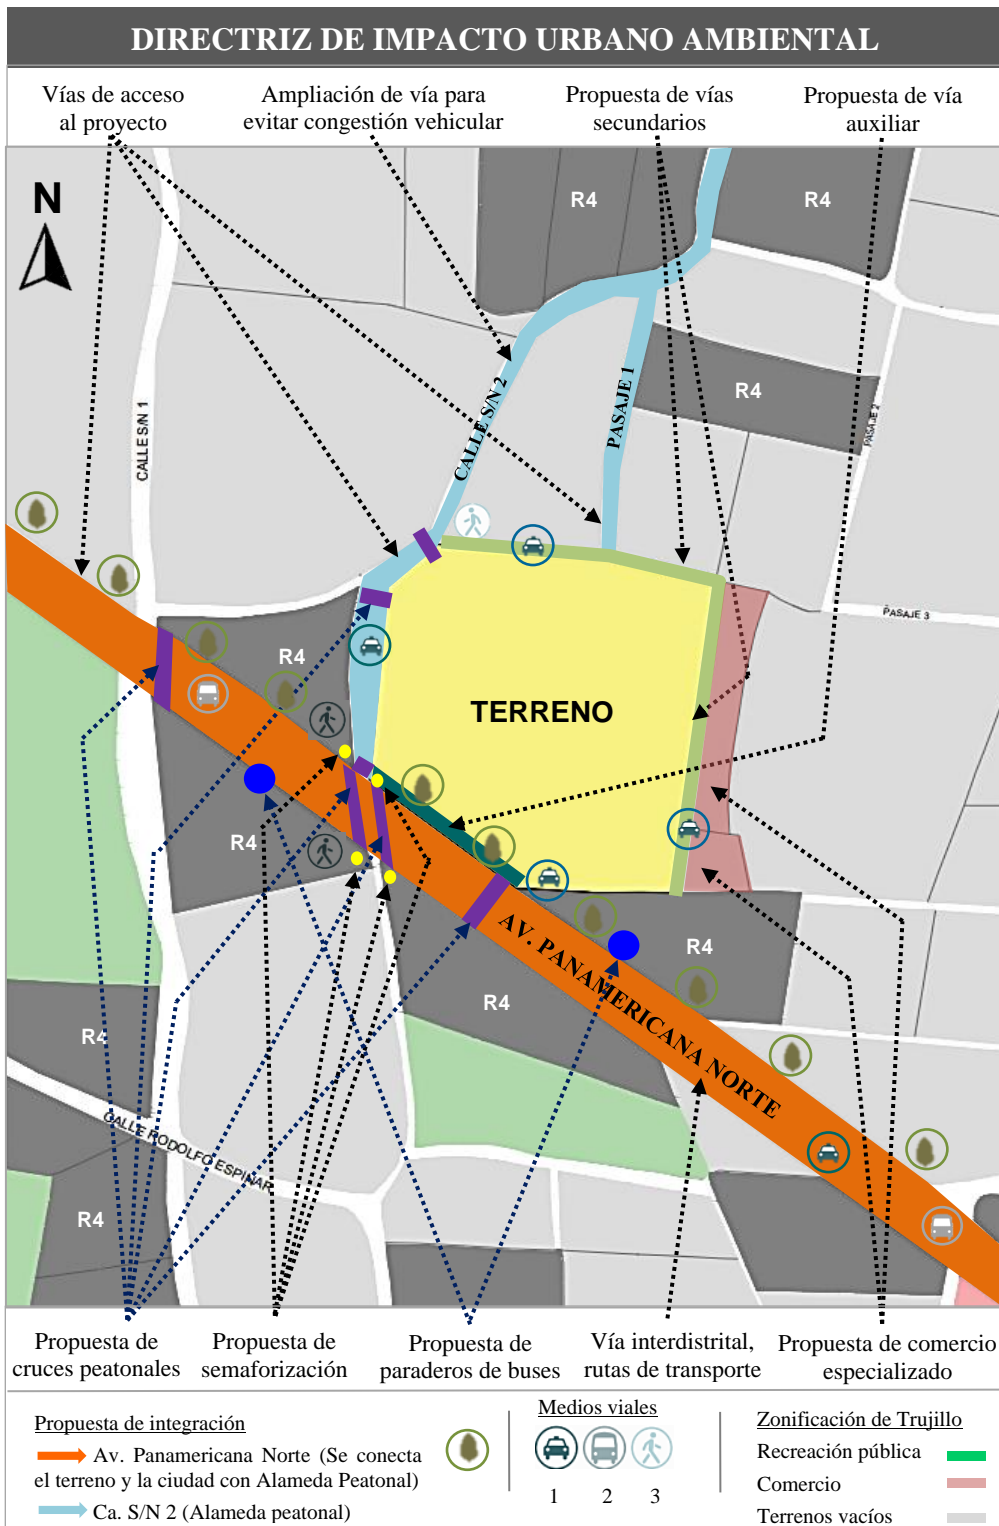 DIRECTRIZ DE IMPACTO URBANO AMBIENTAL
Vías de acceso
al proyecto
Ampliación de vía para
evitar congestión vehicular
Propuesta de vías
secundarios
Propuesta de vía
auxiliar
N
R4
R4
R4
CALLE S/N 1
CALLE S/N 2
PASAJE 1
PASAJE 2
PASAJE 3
R4
TERRENO
R4
AV. PANAMERICANA NORTE
R4
R4
R4
CALLE RODOLFO ESPINAR
R4
Propuesta de
cruces peatonales
Propuesta de
semaforización
Propuesta de
paraderos de buses
Vía interdistrital,
rutas de transporte
Propuesta de comercio
especializado
Propuesta de integración
Av. Panamericana Norte (Se conecta
el terreno y la ciudad con Alameda Peatonal)
Ca. S/N 2 (Alameda peatonal)
Medios viales
1 2 3
Zonificación de Trujillo
Recreación pública
Comercio
Terrenos vacíos